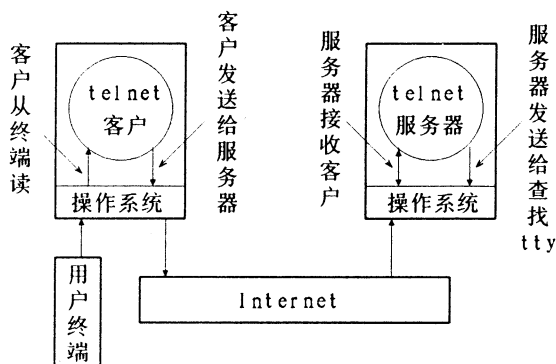 客户从终端读
telnet
客户
操作系统
客户发送给服务器
服务器接收客户
telnet
服务器
操作系统
服务器发送给查找tty
用户终端
Internet